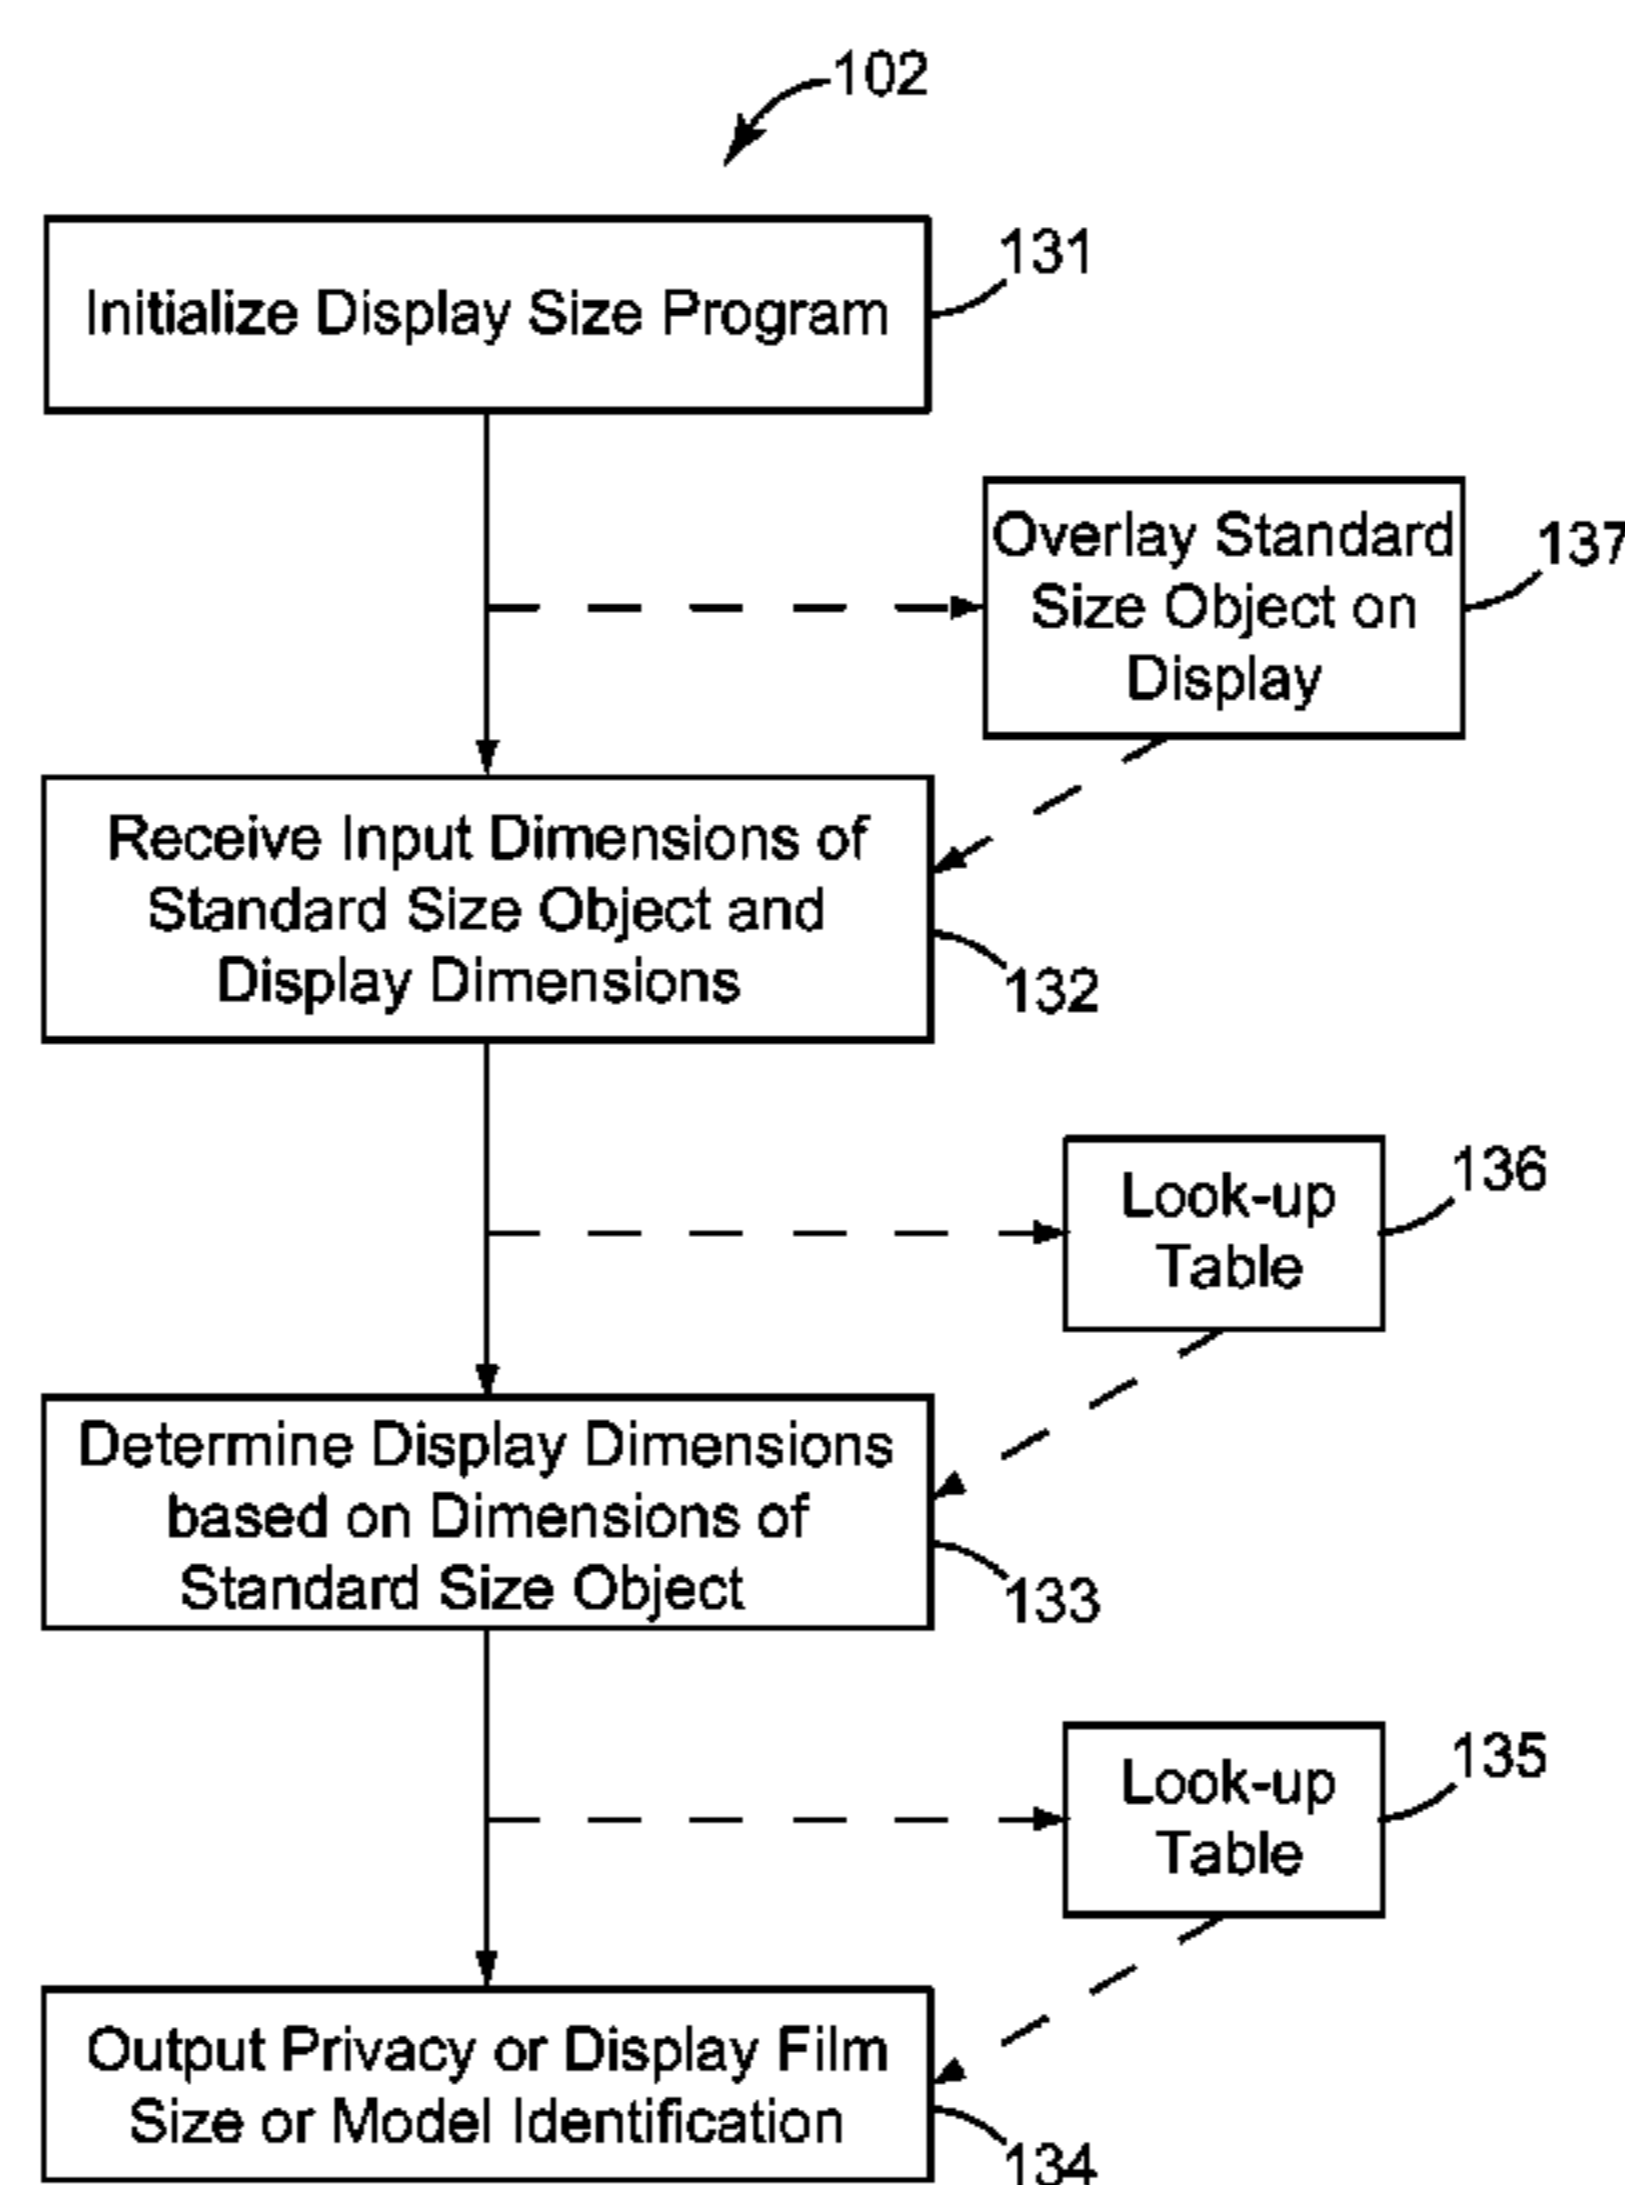 102
Initialize Display Size Program
131
Overlay Standard
Size Object on
Display
137
Receive Input Dimensions of
Standard Size Object and
Display Dimensions
132
Look-up
Table
136
Determine Display Dimensions
based on Dimensions of
Standard Size Object
133
Look-up
Table
135
Output Privacy or Display Film
Size or Model Identification
134